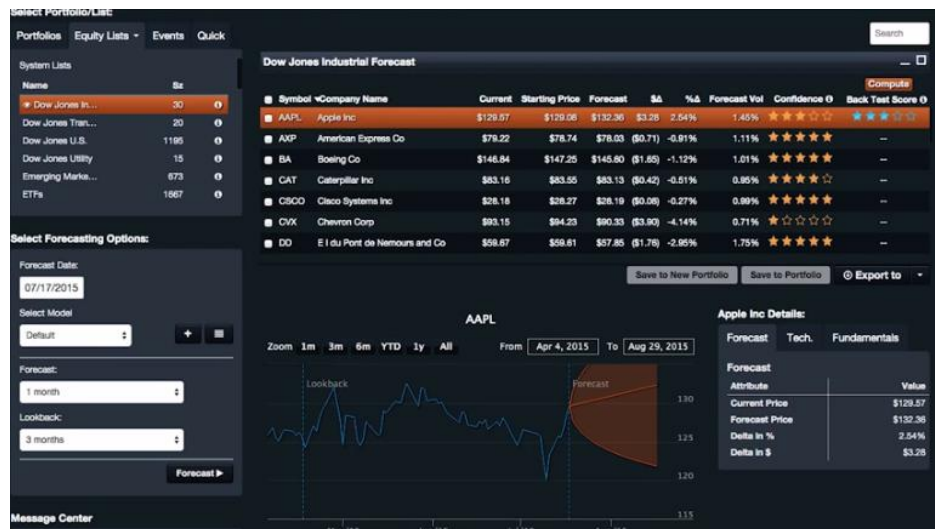 Select Portfolio/List:
Portfolios Equity Lists Events Quick
Search
System Lists
Name Sz
Dow Jones In... 30
Dow Jones Tran... 20
Dow Jones U.S. 1195
Dow Jones Utility 15
Emerging Marke... 673
ETFs 1667
Dow Jones Industrial Forecast
Compute
Symbol Company Name Current Starting Price Forecast $Δ %Δ Forecast Vol Confidence Back Test Score
AAPL Apple Inc $129.57 $129.08 $132.36 $3.28 2.54% 1.45%
AXP American Express Co $79.22 $78.74 $78.03 ($0.71) -0.91% 1.11% --
BA Boeing Co $146.84 $147.25 $145.60 ($1.65) -1.12% 1.01% --
CAT Caterpillar Inc $83.16 $83.55 $83.13 ($0.42) -0.51% 0.95% --
CSCO Cisco Systems Inc $28.18 $28.27 $28.19 ($0.08) -0.27% 0.99% --
CVX Chevron Corp $93.15 $94.23 $90.33 ($3.90) -4.14% 0.71% --
DD E I du Pont de Nemours and Co $59.67 $59.61 $57.85 ($1.76) -2.95% 1.75% --
Save to New Portfolio Save to Portfolio Export to
Select Forecasting Options:
Forecast Date:
07/17/2015
Select Model
Default
Forecast:
1 month
Lookback:
3 months
Forecast
Message Center
AAPL
Zoom 1m 3m 6m YTD 1y All From Apr 4, 2015 To Aug 29, 2015
Lookback Forecast
130
125
120
115
Apple Inc Details:
Forecast Tech. Fundamentals
Forecast
Attribute Value
Current Price $129.57
Forecast Price $132.36
Delta in % 2.54%
Delta in $ $3.28